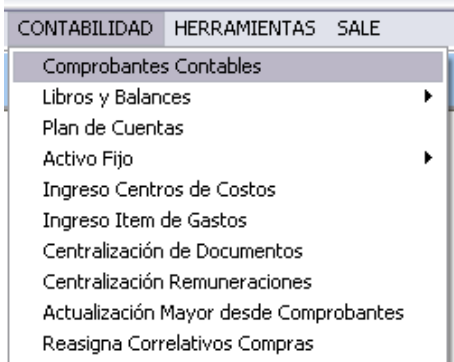 CONTABILIDAD HERRAMIENTAS SALE
Comprobantes Contables
Libros y Balances
Plan de Cuentas
Activo Fijo
Ingreso Centros de Costos
Ingreso Item de Gastos
Centralización de Documentos
Centralización Remuneraciones
Actualización Mayor desde Comprobantes
Reasigna Correlativos Compras